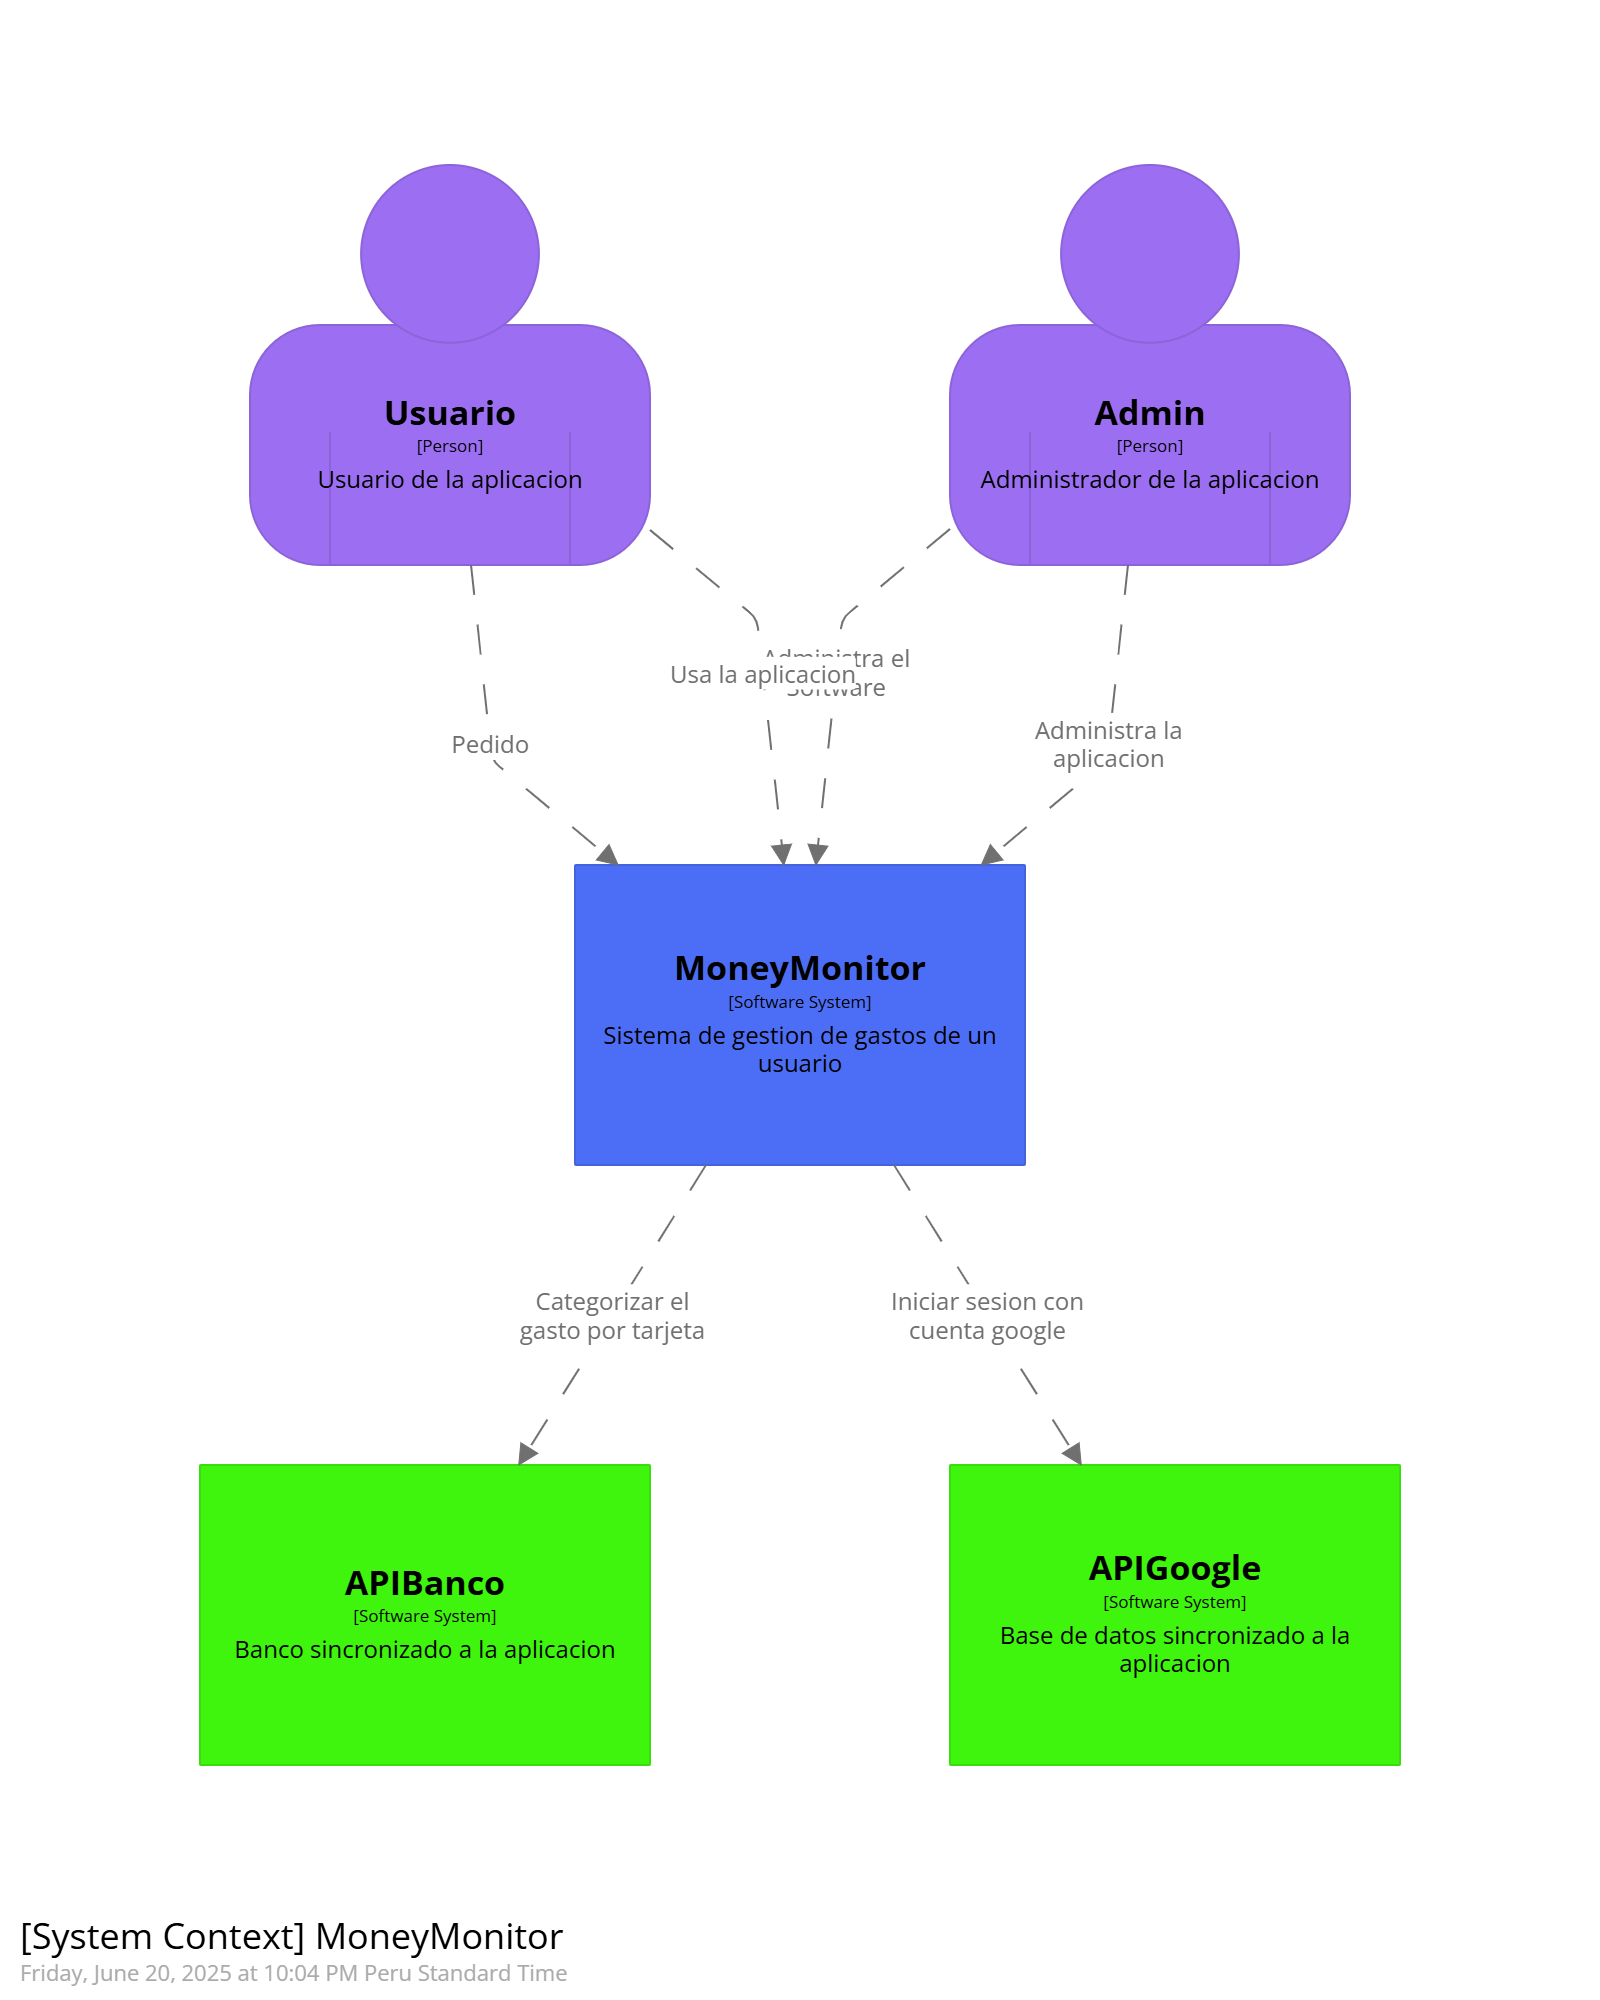 Usuario
[Person]
Usuario de la aplicacion
Admin
[Person]
Administrador de la aplicacion
Administra el
Software
Usa la aplicacion
Pedido
Administra la
aplicacion
MoneyMonitor
[Software System]
Sistema de gestion de gastos de un
usuario
Categorizar el
gasto por tarjeta
Iniciar sesion con
cuenta google
APIBanco
[Software System]
Banco sincronizado a la aplicacion
APIGoogle
[Software System]
Base de datos sincronizado a la
aplicacion
[System Context] MoneyMonitor
Friday, June 20, 2025 at 10:04 PM Peru Standard Time